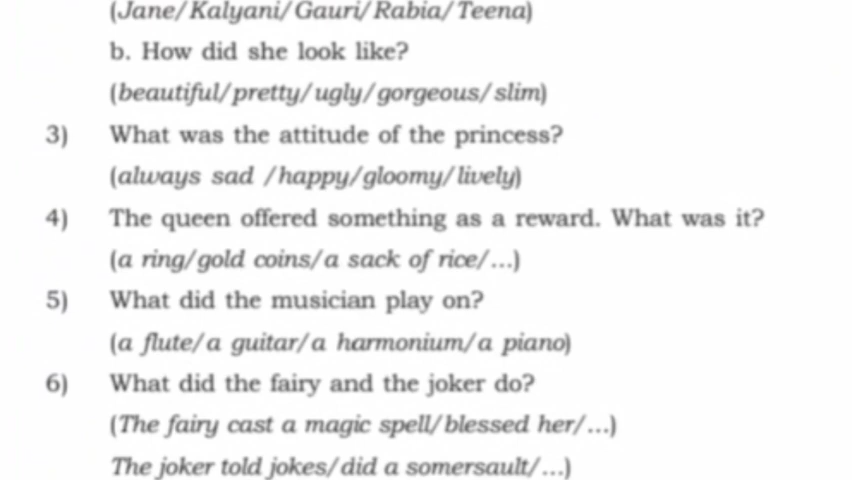 (Jane/Kalyani/Gauri/Rabia/Teena)
b. How did she look like?
(beautiful/pretty/ugly/gorgeous/slim)
3) What was the attitude of the princess?
(always sad /happy/gloomy/lively)
4) The queen offered something as a reward. What was it?
(a ring/gold coins/a sack of rice/...)
5) What did the musician play on?
(a flute/a guitar/a harmonium/a piano)
6) What did the fairy and the joker do?
(The fairy cast a magic spell/blessed her/...)
The joker told jokes/did a somersault/...)